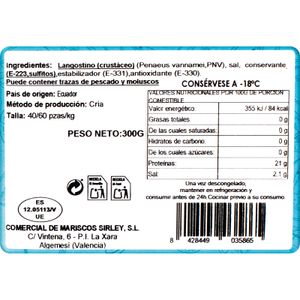 Ingredientes: Langostino (crustáceo) (Penaeus vannamei,PNV), sal, conservante
(E-223,sulfitos),estabilizador (E-331),antioxidante (E-330).
Puede contener trazas de pescado y moluscos
CONSÉRVESE A -18ºC
País de origen: Ecuador
Método de producción: Cría
Talla: 40/60 pzas/kg
PESO NETO:300G
VALORES NUTRICIONALES POR 100G DE PORCIÓN
COMESTIBLE
Valor energético: 355 kJ / 84 kcal
Grasas totales 0 g
De las cuales saturadas 0 g
Hidratos de carbono 0 g
De los cuales azúcares 0 g
Proteínas 21 g
Sal 2.1 g
Una vez descongelado,
mantener en refrigeración y
consumir antes de 24h Cocinar previo a su consumo
ES
12.05113/V
UE
COMERCIAL DE MARISCOS SIRLEY, S.L.
C/ Vintena, 6 - P.I. La Xara
Algemesi (Valencia)
8 428449 035865